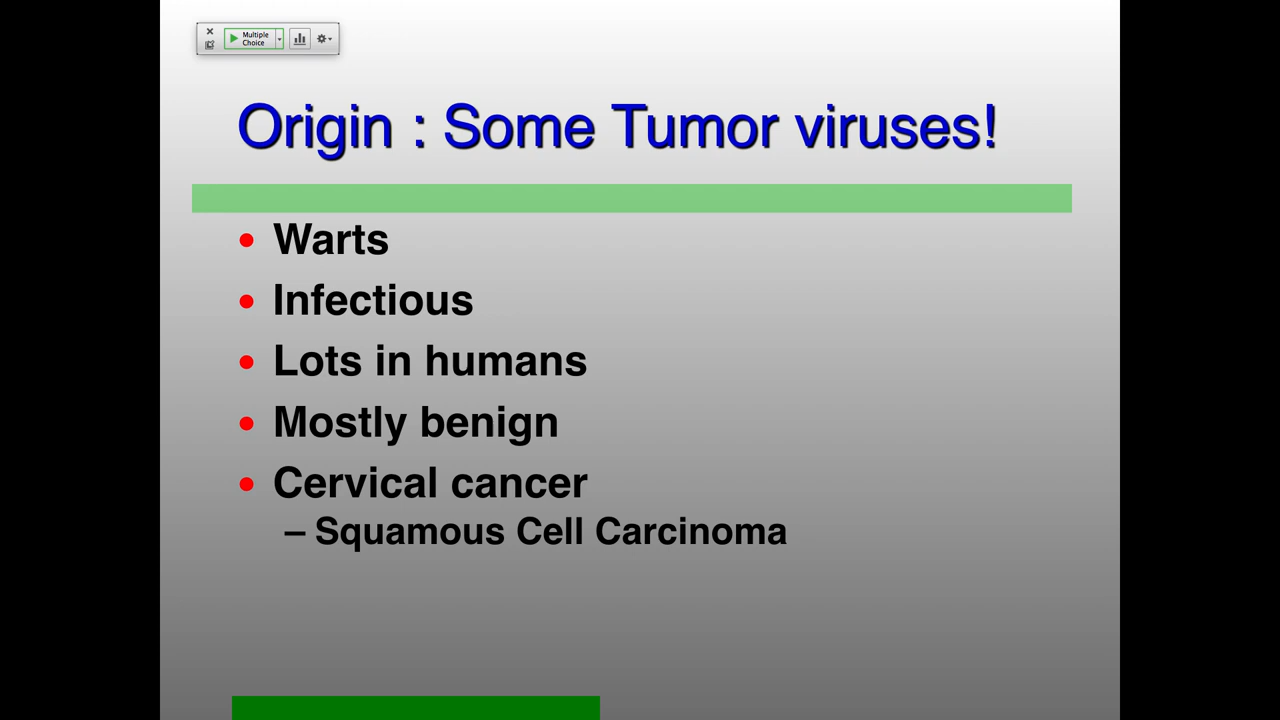 Multiple
Choice
Origin : Some Tumor viruses!
• Warts
• Infectious
• Lots in humans
• Mostly benign
• Cervical cancer
– Squamous Cell Carcinoma